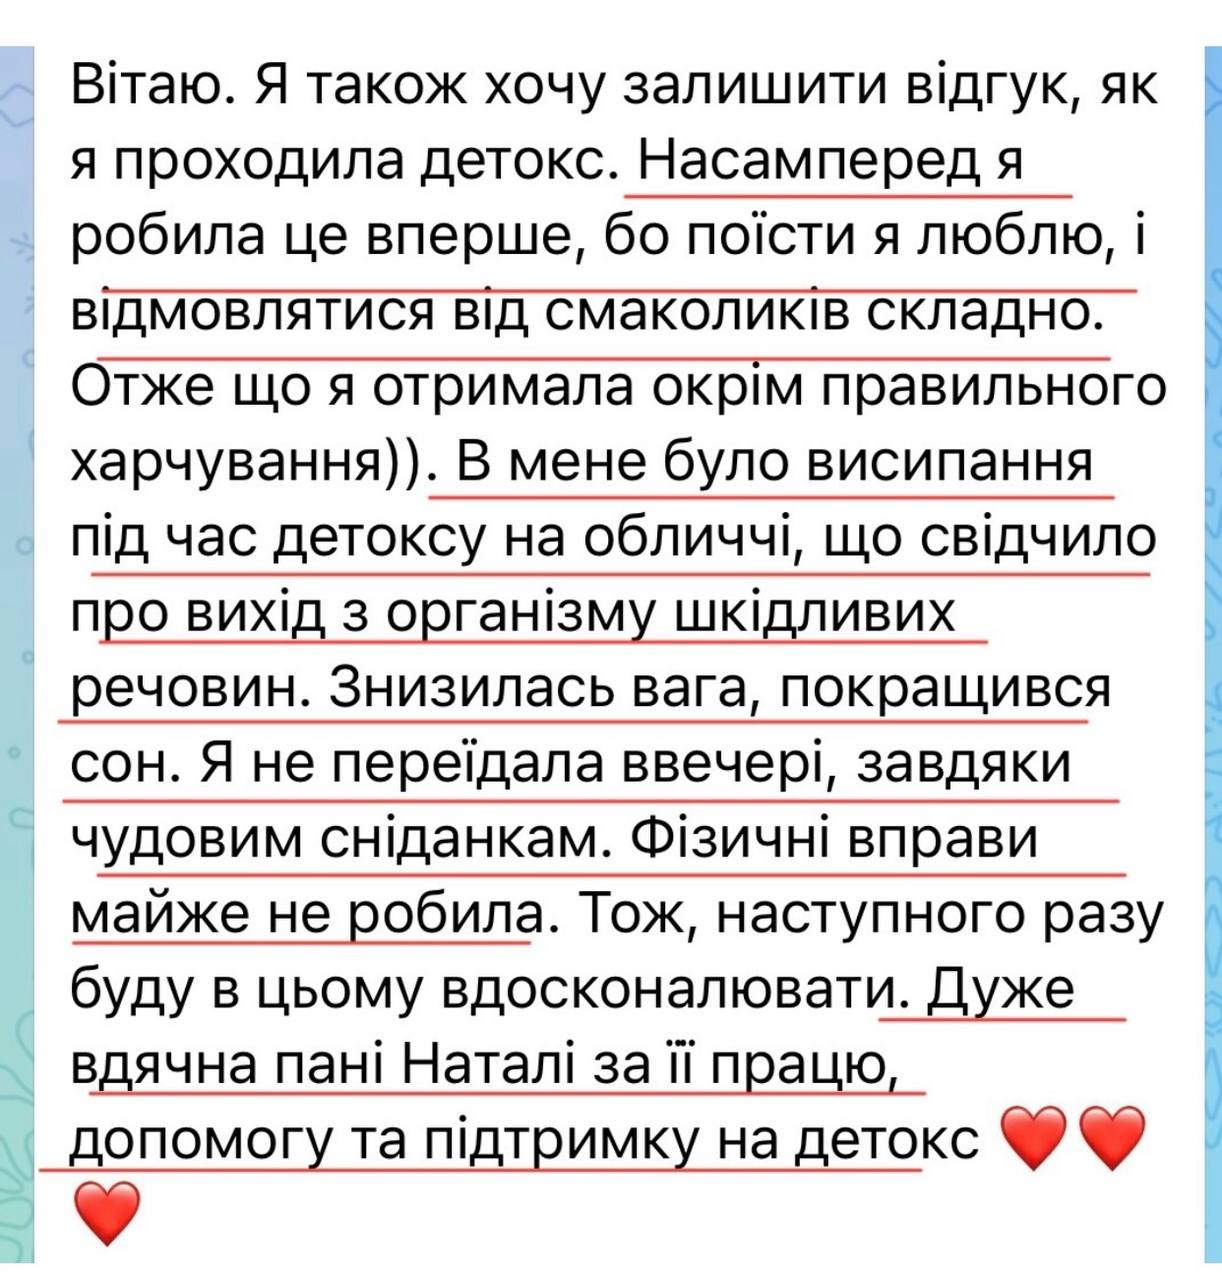 Вітаю. Я також хочу залишити відгук, як
я проходила детокс. Насамперед я
робила це вперше, бо поїсти я люблю, і
відмовлятися від смаколиків складно.
Отже що я отримала окрім правильного
харчування)). В мене було висипання
під час детоксу на обличчі, що свідчило
про вихід з організму шкідливих
речовин. Знизилась вага, покращився
сон. Я не переїдала ввечері, завдяки
чудовим сніданкам. Фізичні вправи
майже не робила. Тож, наступного разу
буду в цьому вдосконалювати. Дуже
вдячна пані Наталі за її працю,
допомогу та підтримку на детокс ❤️❤️
❤️